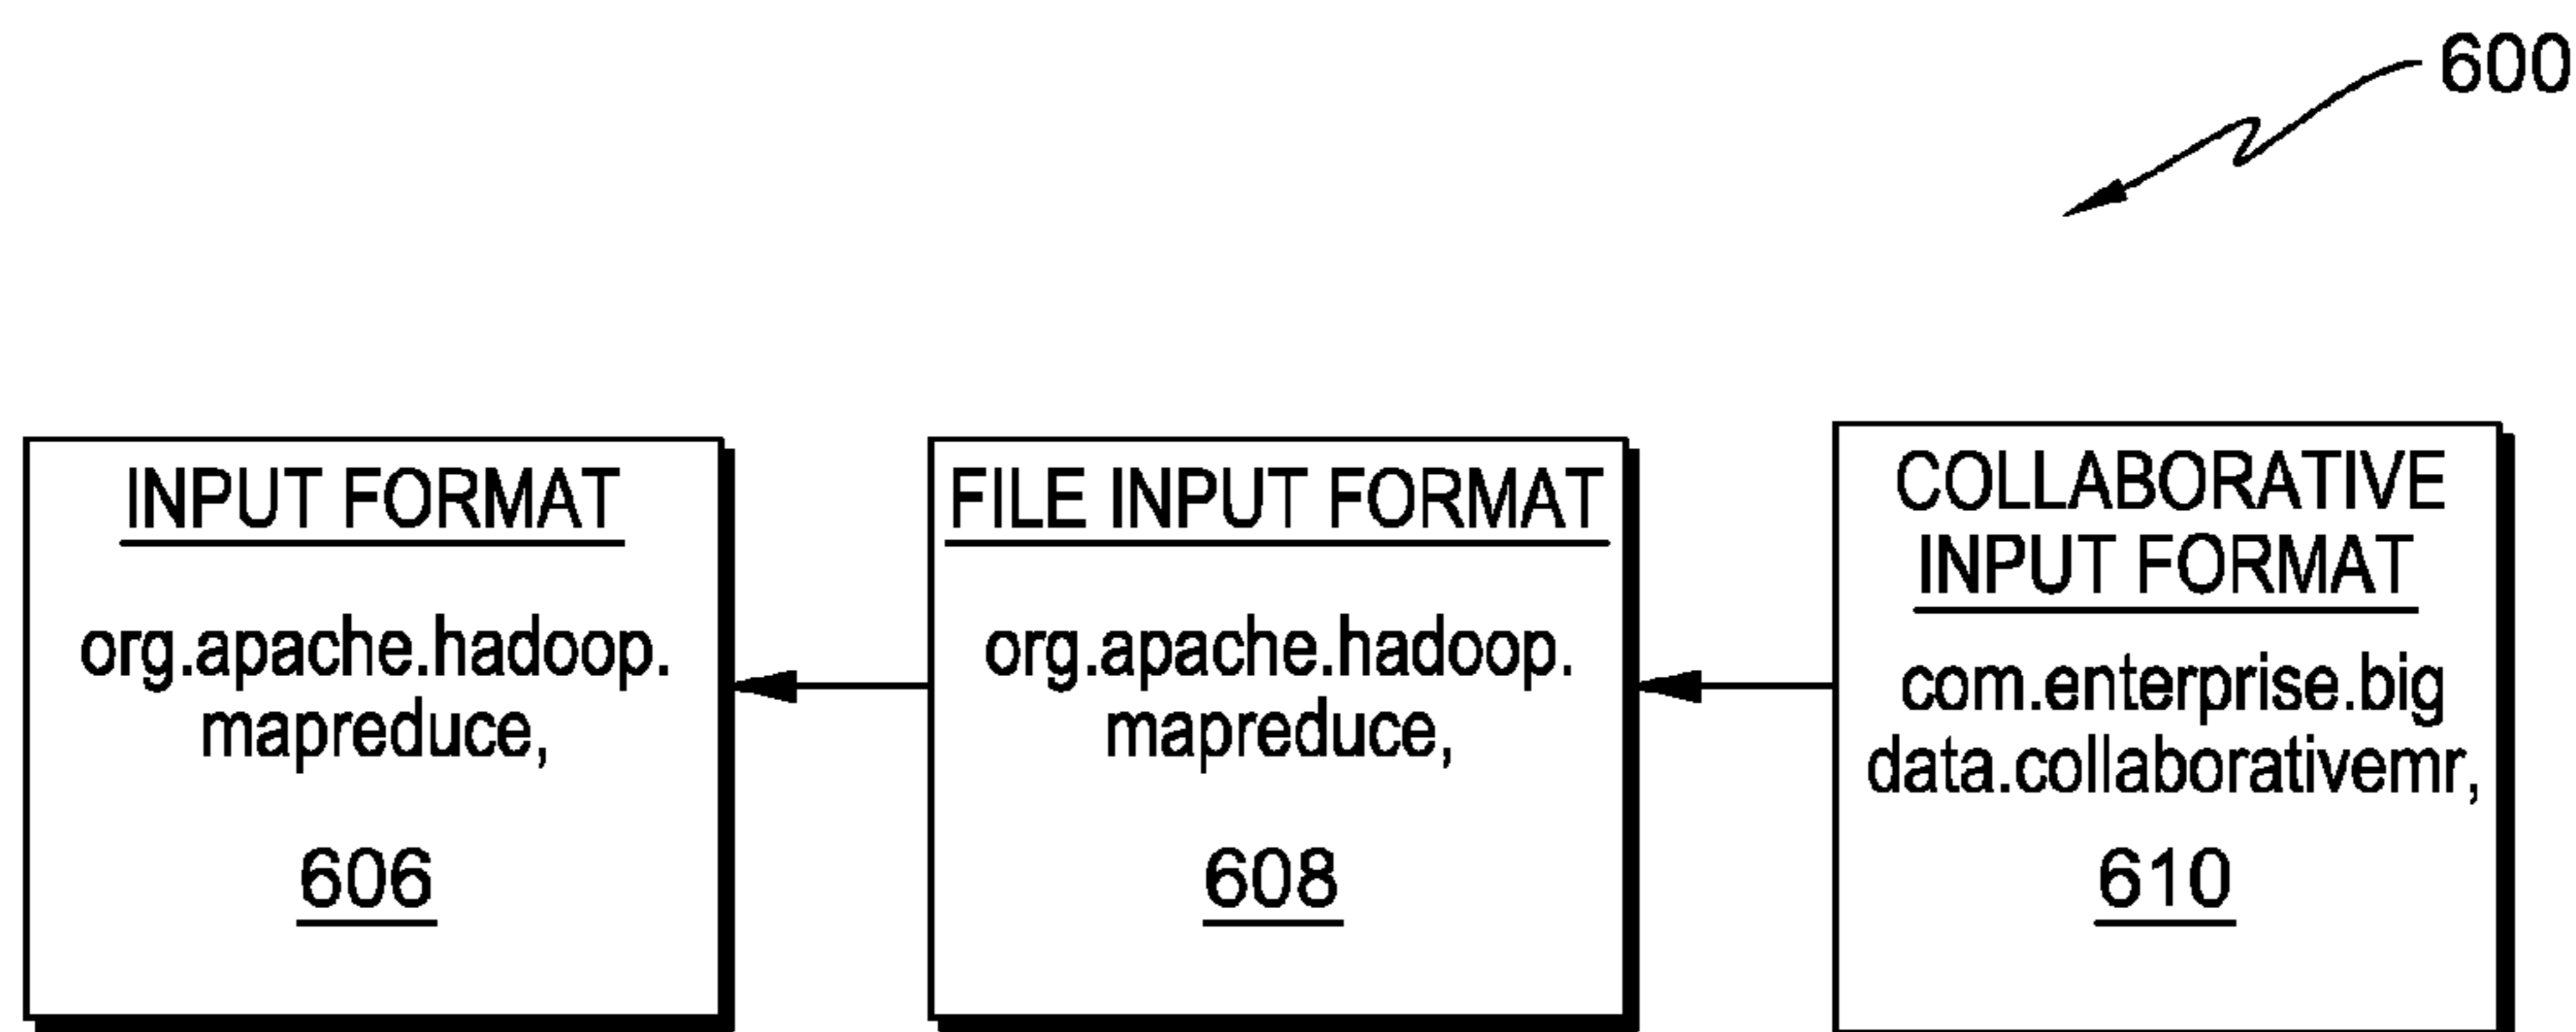 600
INPUT FORMAT
org.apache.hadoop.
mapreduce,
606
FILE INPUT FORMAT
org.apache.hadoop.
mapreduce,
608
COLLABORATIVE
INPUT FORMAT
com.enterprise.big
data.collaborativemr,
610